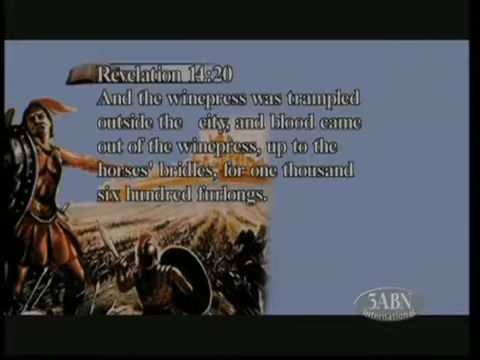 Revelation 14:20
And the winepress was trampled
outside the city, and blood came
out of the winepress, up to the
horses' bridles, for one thousand
six hundred furlongs.
3ABN
international